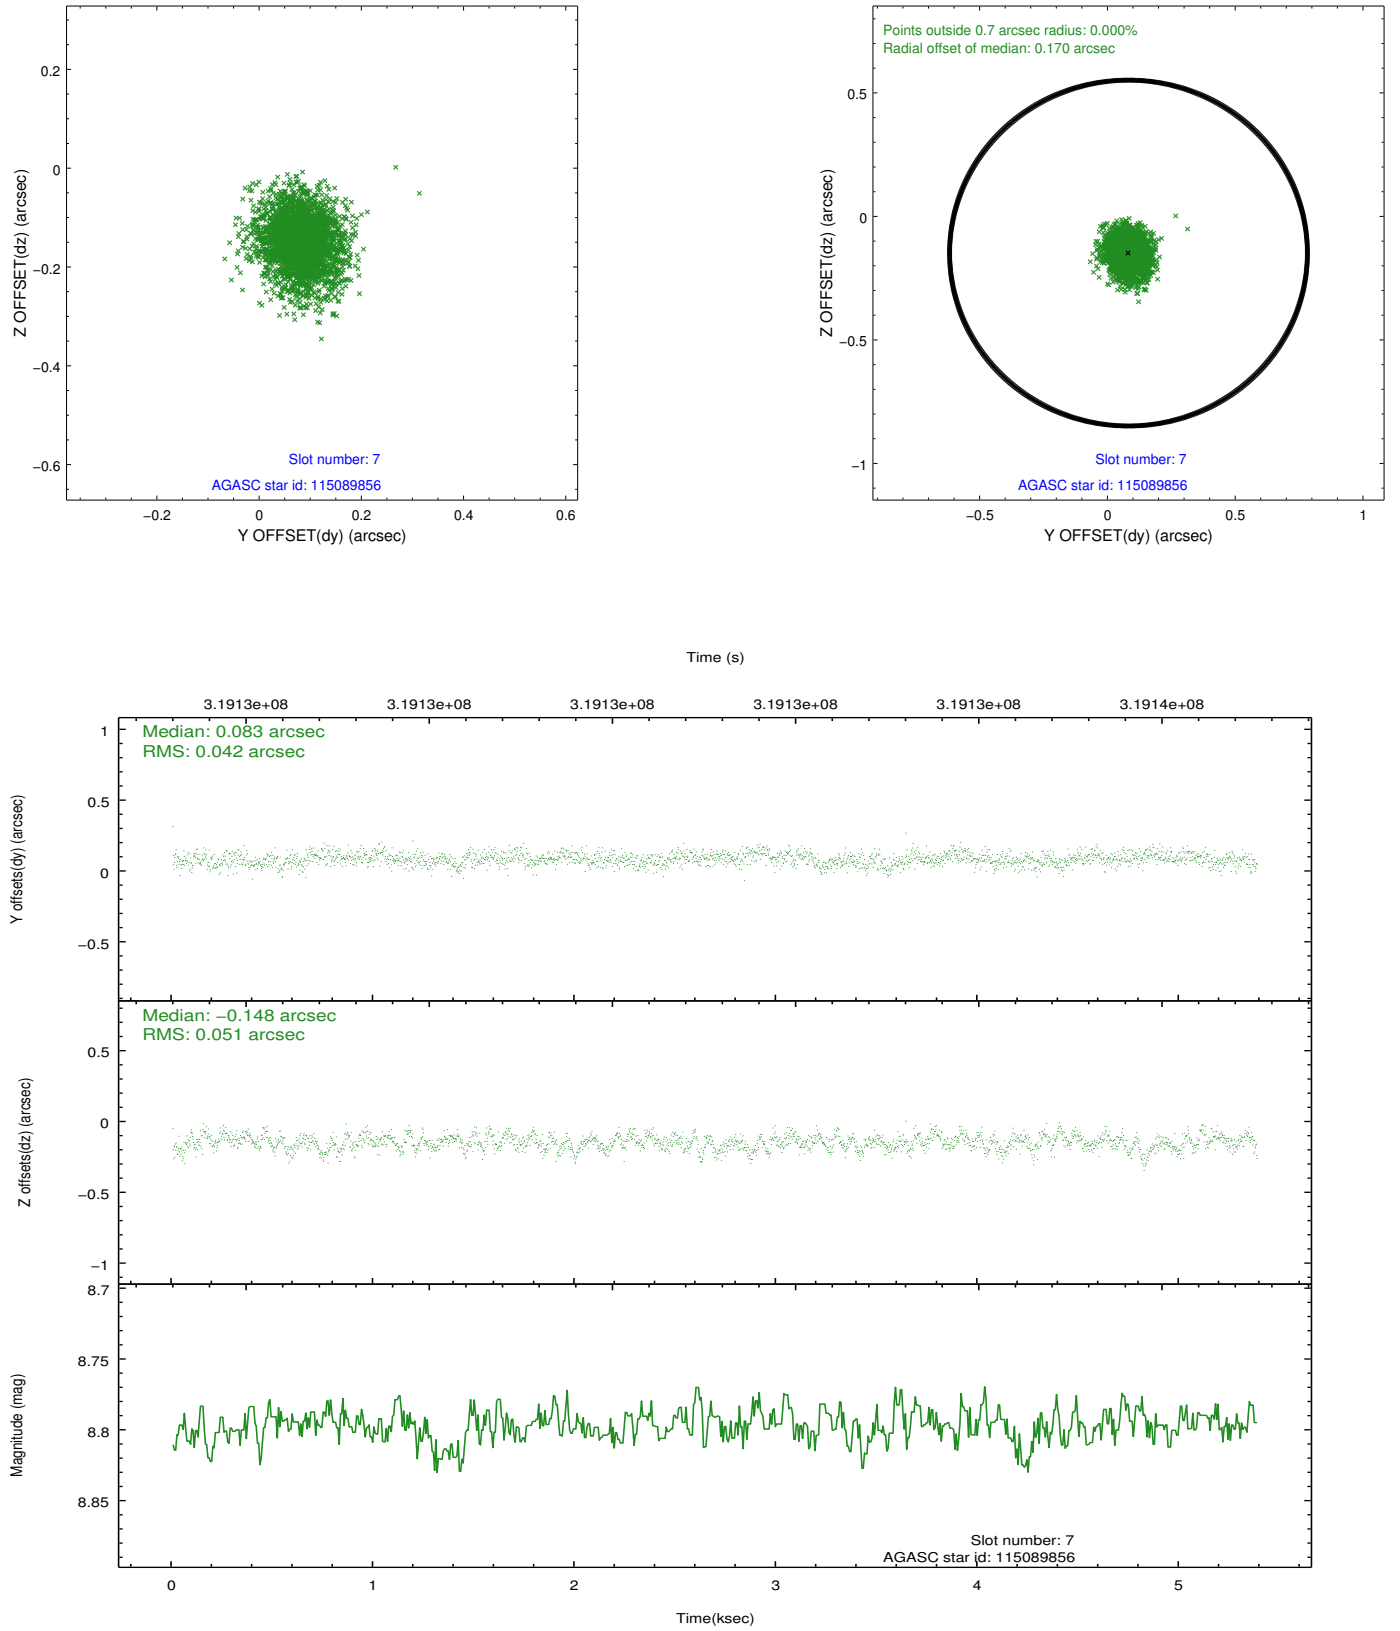 0.2
0
−0.2
−0.4
−0.6
Z OFFSET(dz) (arcsec)
Slot number: 7
AGASC star id: 115089856
−0.2 0 0.2 0.4 0.6
Y OFFSET(dy) (arcsec)
Points outside 0.7 arcsec radius: 0.000%
Radial offset of median: 0.170 arcsec
0.5
0
−0.5
−1
Z OFFSET(dz) (arcsec)
Slot number: 7
AGASC star id: 115089856
−0.5 0 0.5 1
Y OFFSET(dy) (arcsec)
Time (s)
3.1913e+08 3.1913e+08 3.1913e+08 3.1913e+08 3.1913e+08 3.1914e+08
Median: 0.083 arcsec
RMS: 0.042 arcsec
1
0.5
0
−0.5
Y offsets(dy) (arcsec)
Median: −0.148 arcsec
RMS: 0.051 arcsec
0.5
0
−0.5
−1
Z offsets(dz) (arcsec)
8.7
8.75
8.8
8.85
Magnitude (mag)
Slot number: 7
AGASC star id: 115089856
0 1 2 3 4 5
Time(ksec)